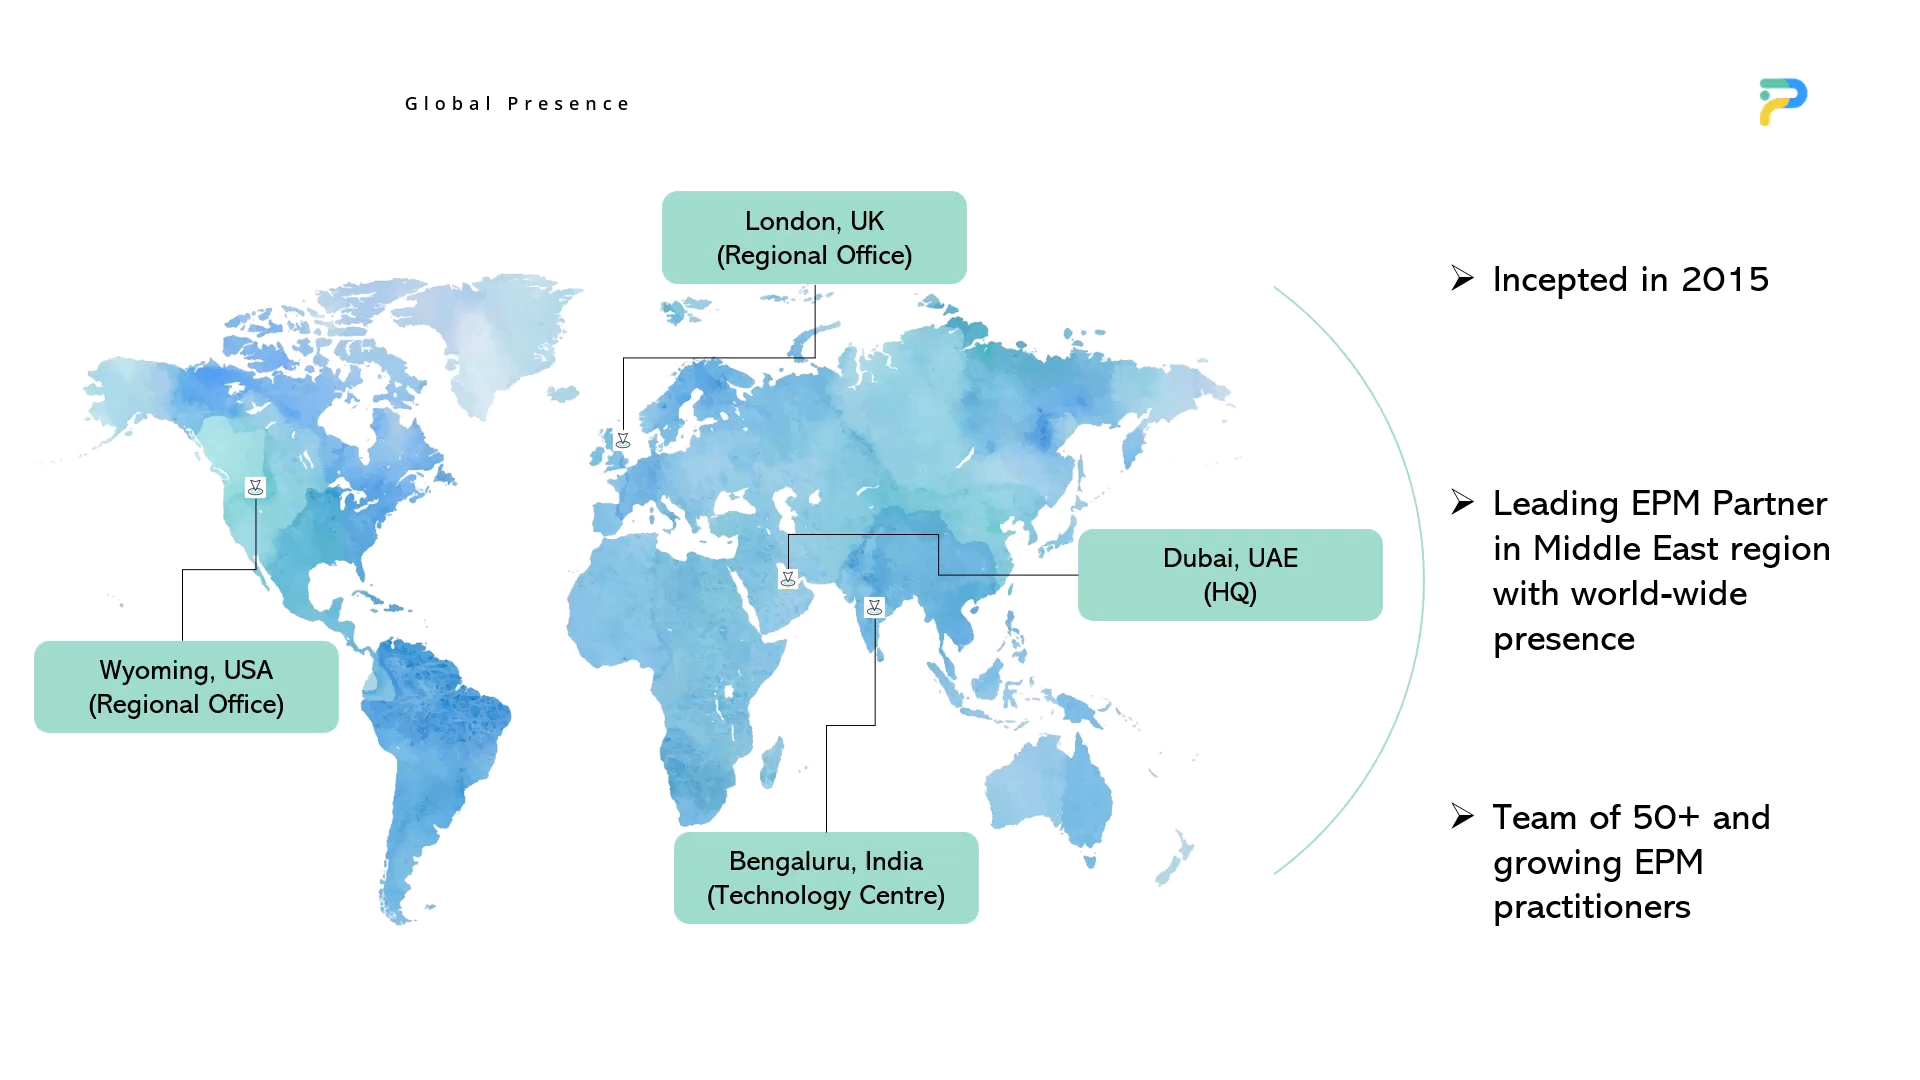 Global Presence
London, UK
(Regional Office)
Incepted in 2015
Leading EPM Partner
in Middle East region
with world-wide
presence
Dubai, UAE
(HQ)
Wyoming, USA
(Regional Office)
Team of 50+ and
growing EPM
practitioners
Bengaluru, India
(Technology Centre)